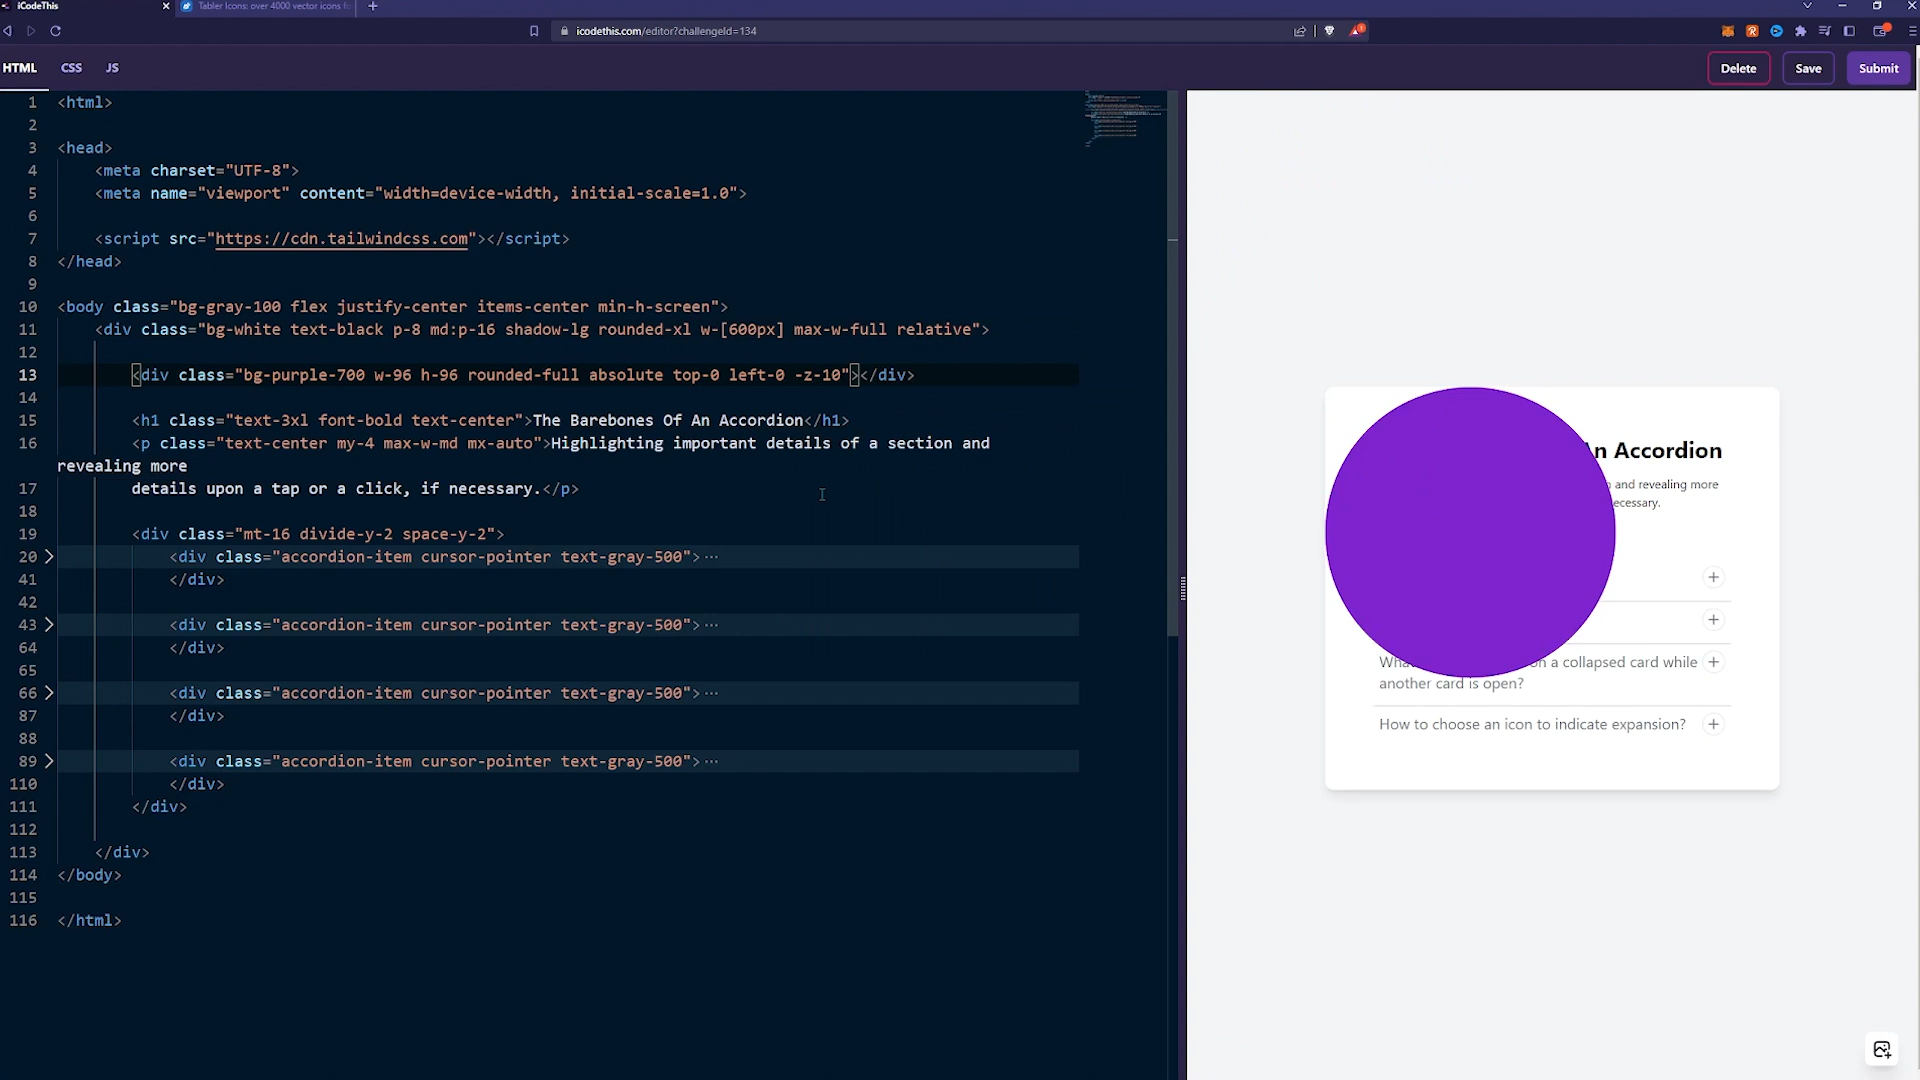 iCodeThis
Tabler Icons: over 4000 vector icons fo
icodethis.com/editor?challengeId=134
HTML CSS JS
Delete Save Submit
1 <html>
2
3 <head>
4 <meta charset="UTF-8">
5 <meta name="viewport" content="width=device-width, initial-scale=1.0">
6
7 <script src="https://cdn.tailwindcss.com"></script>
8 </head>
9
10 <body class="bg-gray-100 flex justify-center items-center min-h-screen">
11 <div class="bg-white text-black p-8 md:p-16 shadow-lg rounded-xl w-[600px] max-w-full relative">
12
13 <div class="bg-purple-700 w-96 h-96 rounded-full absolute top-0 left-0 -z-10"></div>
14
15 <h1 class="text-3xl font-bold text-center">The Barebones Of An Accordion</h1>
16 <p class="text-center my-4 max-w-md mx-auto">Highlighting important details of a section and
revealing more
17 details upon a tap or a click, if necessary.</p>
18
19 <div class="mt-16 divide-y-2 space-y-2">
20 <div class="accordion-item cursor-pointer text-gray-500"> ...
41 </div>
42
43 <div class="accordion-item cursor-pointer text-gray-500"> ...
64 </div>
65
66 <div class="accordion-item cursor-pointer text-gray-500"> ...
87 </div>
88
89 <div class="accordion-item cursor-pointer text-gray-500"> ...
110 </div>
111 </div>
112
113 </div>
114 </body>
115
116 </html>
n Accordion
and revealing more
ecessary.
a collapsed card while
another card is open?
How to choose an icon to indicate expansion?